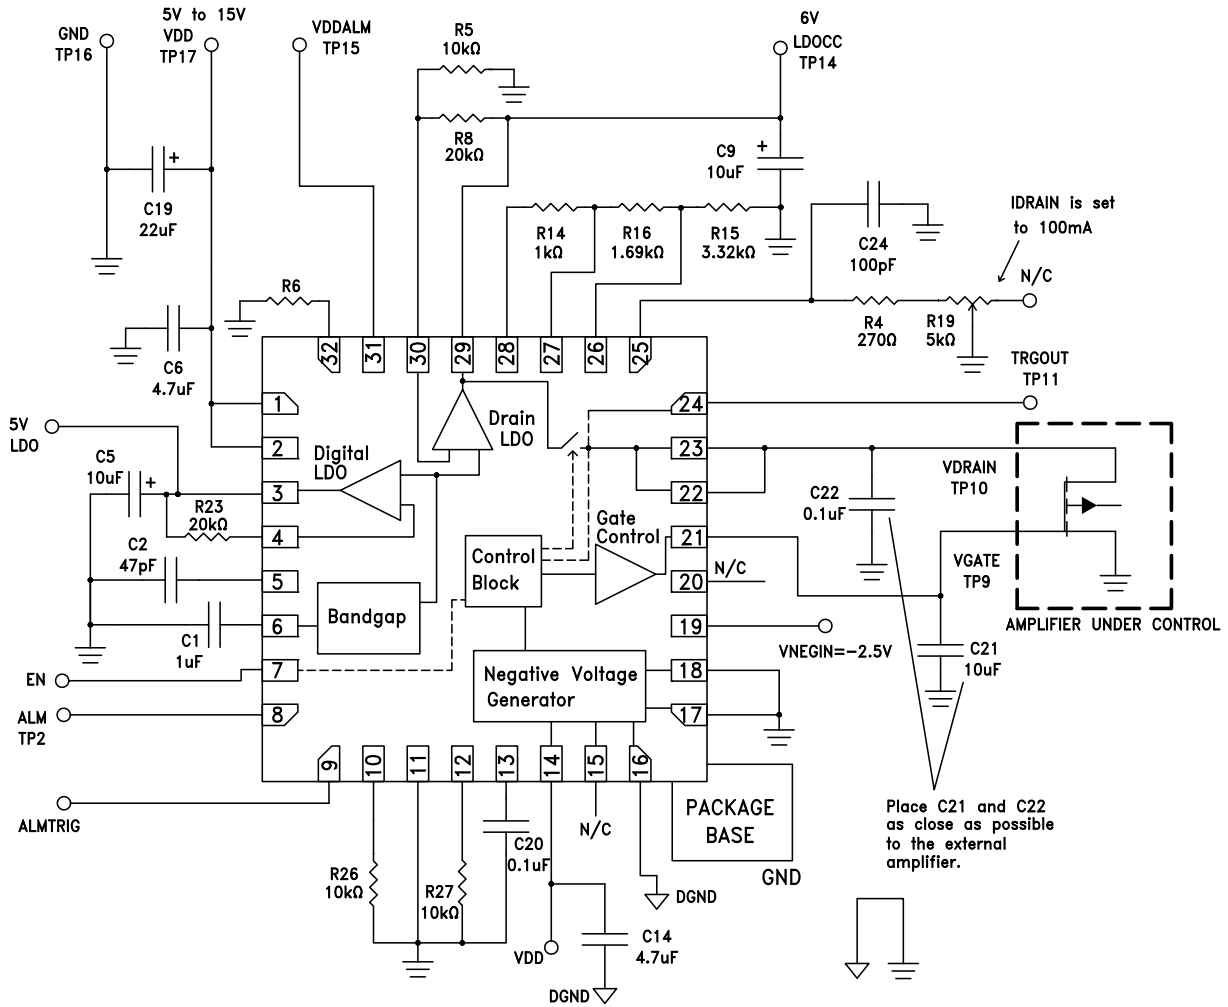 5V to 15V
GND
TP16
VDD
TP17
VDDALM
TP15
R5
10kΩ
6V
LDOCC
TP14
R8
20kΩ
+
C9
10uF
+
C19
22uF
R14
1kΩ
R16
1.69kΩ
R15
3.32kΩ
C24
100pF
IDRAIN is set
to 100mA
N/C
R6
R4
270Ω
R19
5kΩ
C6
4.7uF
32
31
30
29
28
27
26
25
TRGOUT
TP11
5V
LDO
1
2
3
4
5
6
7
8
24
23
22
21
20
19
18
17
Drain
LDO
Digital
LDO
C5
10uF
+
R23
20kΩ
C2
47pF
C1
1uF
Gate
Control
Control
Block
Bandgap
Negative Voltage
Generator
N/C
VNEGIN=-2.5V
C22
0.1uF
VDRAIN
TP10
VGATE
TP9
AMPLIFIER UNDER CONTROL
C21
10uF
EN
ALM
TP2
ALMTRIG
9
10
11
12
13
14
15
16
N/C
PACKAGE
BASE
GND
Place C21 and C22
as close as possible
to the external
amplifier.
R26
10kΩ
R27
10kΩ
C20
0.1uF
DGND
VDD
C14
4.7uF
DGND